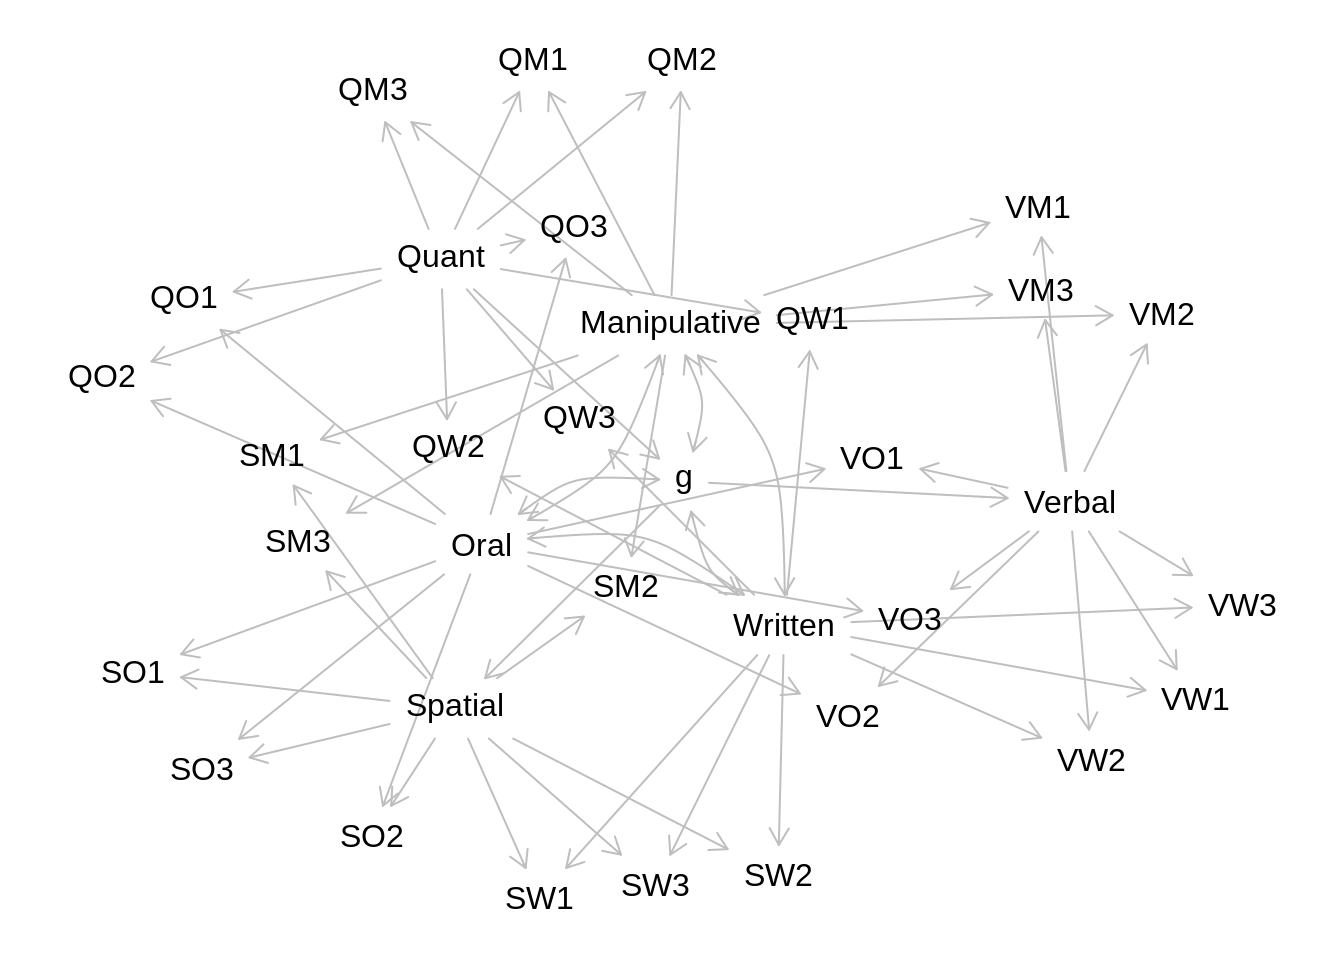 QM1
QM2
QM3
VM1
QO3
Quant
VM3
QO1
VM2
QW1
Manipulative
QO2
QW3
QW2
SM1
VO1
g
Verbal
SM3
Oral
SM2
VW3
VO3
Written
SO1
VW1
Spatial
VO2
VW2
SO3
SO2
SW2
SW3
SW1